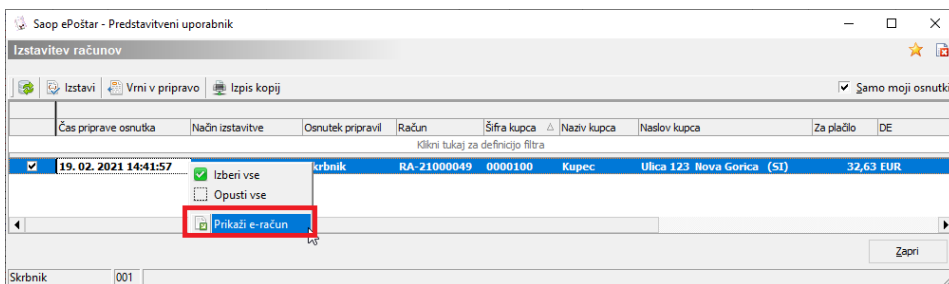 Saop ePoštar - Predstavitveni uporabnik
Izstavitev računov
Izstavi Vrni v pripravo Izpis kopij Samo moji osnutki
Čas priprave osnutka Način izstavitve Osnutek pripravil Račun Šifra kupca Naziv kupca Naslov kupca Za plačilo DE
Klikni tukaj za definicijo filtra
19. 02. 2021 14:41:57 krbnik RA-21000049 0000100 Kupec Ulica 123 Nova Gorica (SI) 32,63 EUR
Izberi vse
Opusti vse
Prikaži e-račun
Zapri
Skrbnik 001